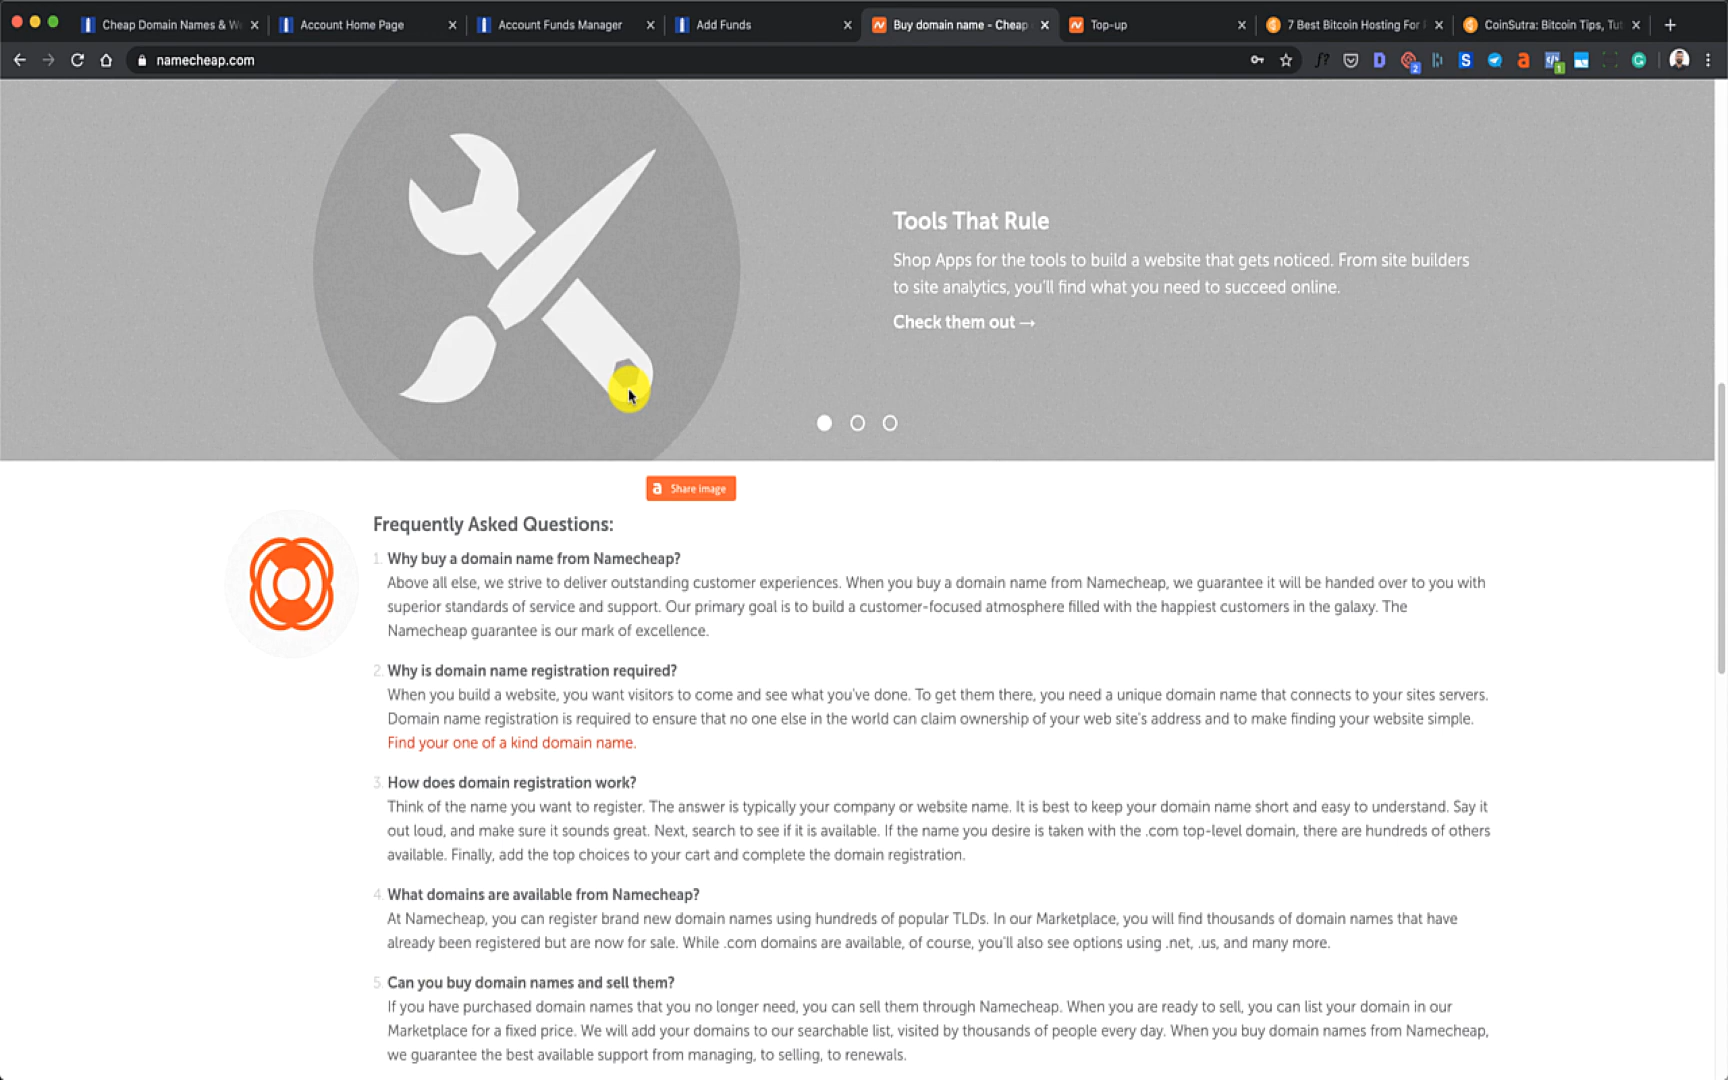 Cheap Domain Names & W
Account Home Page
Account Funds Manager
Add Funds
Buy domain name - Cheap
Top-up
7 Best Bitcoin Hosting For
CoinSutra: Bitcoin Tips, Tut
namecheap.com
Tools That Rule
Shop Apps for the tools to build a website that gets noticed. From site builders
to site analytics, you'll find what you need to succeed online.
Check them out →
a Share Image
Frequently Asked Questions:
1. Why buy a domain name from Namecheap?
Above all else, we strive to deliver outstanding customer experiences. When you buy a domain name from Namecheap, we guarantee it will be handed over to you with
superior standards of service and support. Our primary goal is to build a customer-focused atmosphere filled with the happiest customers in the galaxy. The
Namecheap guarantee is our mark of excellence.
2. Why is domain name registration required?
When you build a website, you want visitors to come and see what you've done. To get them there, you need a unique domain name that connects to your sites servers.
Domain name registration is required to ensure that no one else in the world can claim ownership of your web site's address and to make finding your website simple.
Find your one of a kind domain name.
3. How does domain registration work?
Think of the name you want to register. The answer is typically your company or website name. It is best to keep your domain name short and easy to understand. Say it
out loud, and make sure it sounds great. Next, search to see if it is available. If the name you desire is taken with the .com top-level domain, there are hundreds of others
available. Finally, add the top choices to your cart and complete the domain registration.
4. What domains are available from Namecheap?
At Namecheap, you can register brand new domain names using hundreds of popular TLDs. In our Marketplace, you will find thousands of domain names that have
already been registered but are now for sale. While .com domains are available, of course, you'll also see options using .net, .us, and many more.
5. Can you buy domain names and sell them?
If you have purchased domain names that you no longer need, you can sell them through Namecheap. When you are ready to sell, you can list your domain in our
Marketplace for a fixed price. We will add your domains to our searchable list, visited by thousands of people every day. When you buy domain names from Namecheap,
we guarantee the best available support from managing, to selling, to renewals.